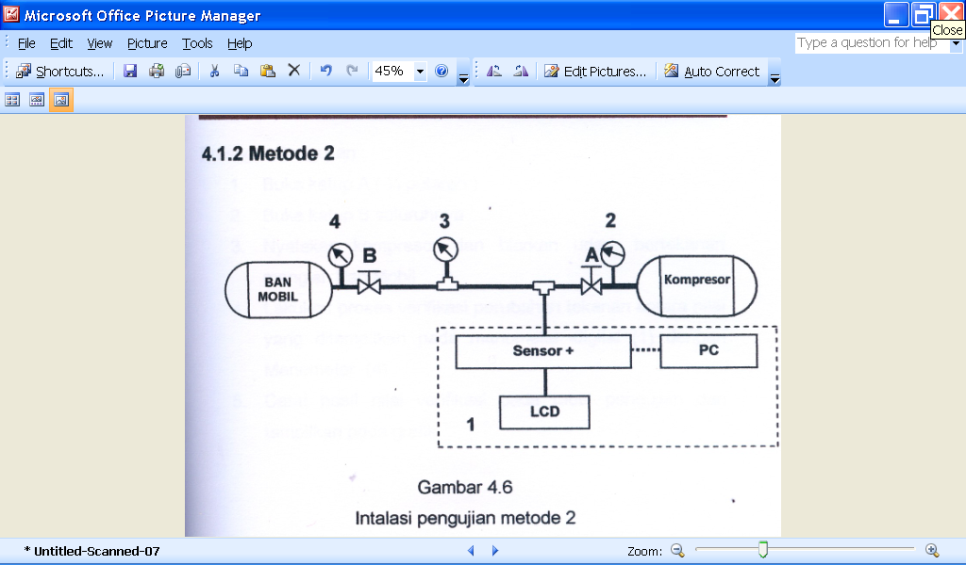 Microsoft Office Picture Manager
Close
File Edit View Picture Tools Help
Type a question for help
Shortcuts... 45% Edit Pictures... Auto Correct
4.1.2 Metode 2
4 3 2
B A
BAN
MOBIL
Kompresor
Sensor +
PC
LCD
1
Gambar 4.6
Intalasi pengujian metode 2
* Untitled-Scanned-07
Zoom: